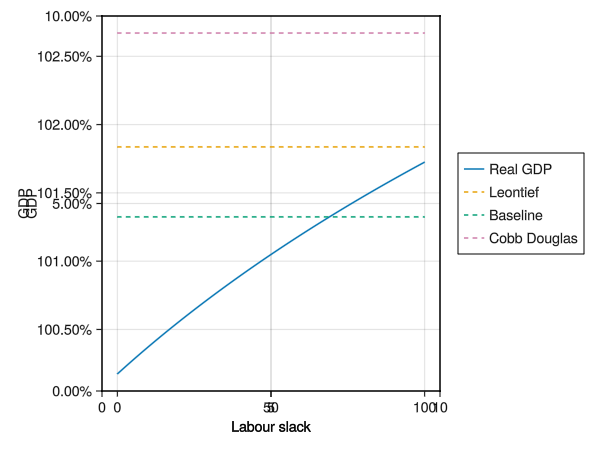 10.00%
102.50%
102.00%
101.50%
5.00%
101.00%
100.50%
0.00%
GDP
GDP
0 0 50 5 100 10
Labour slack
Real GDP
Leontief
Baseline
Cobb Douglas